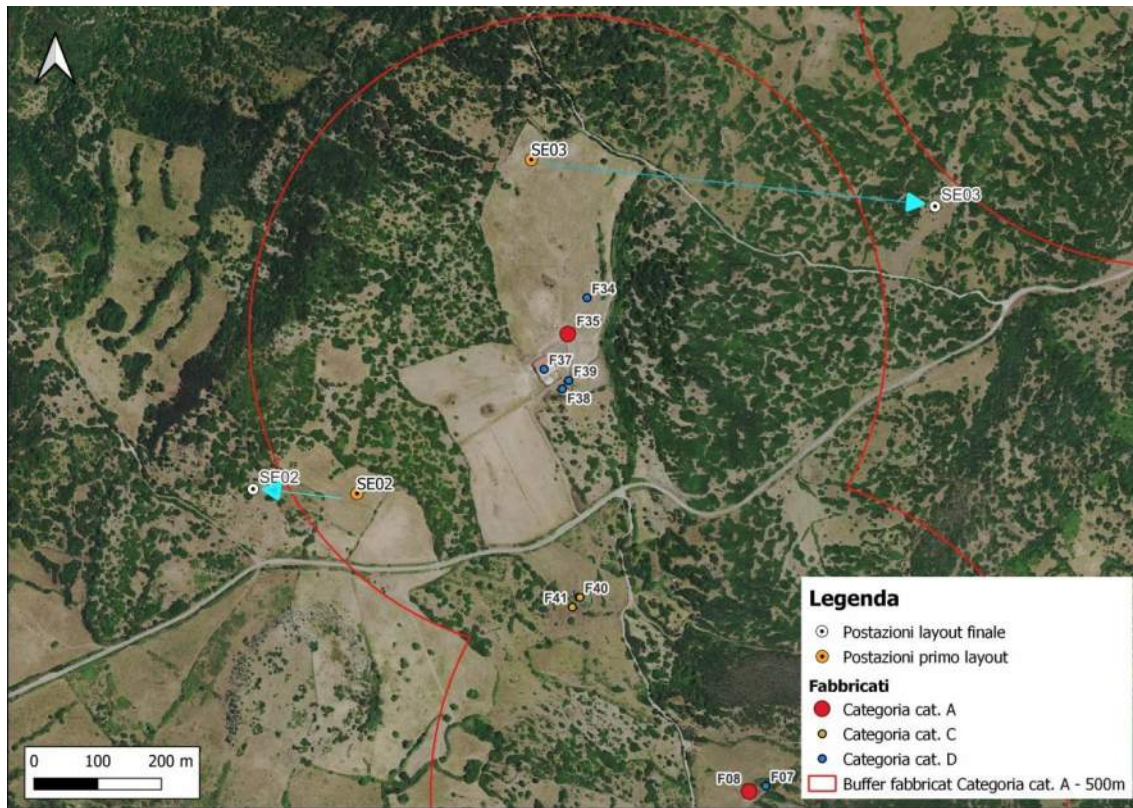 SE03
SE03
F34
F35
F37
F39
F38
SE02
SE02
F40
F41
F08
F07
0 100 200 m
Legenda
Postazioni layout finale
Postazioni primo layout
Fabbricati
Categoria cat. A
Categoria cat. C
Categoria cat. D
Buffer fabbricat Categoria cat. A - 500m